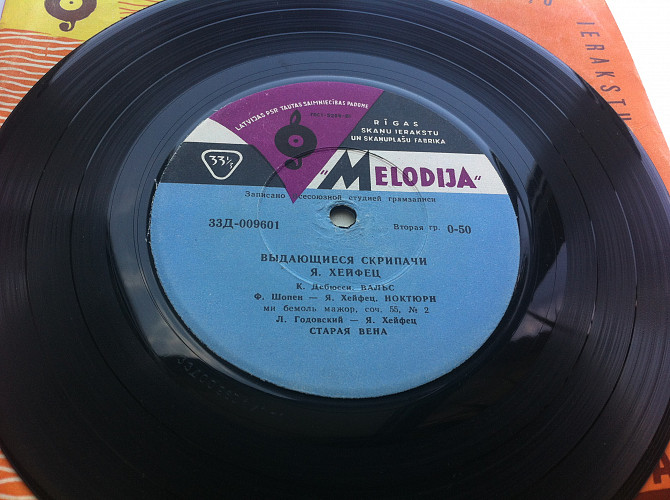 IERAKSTU
LATVIJAS PSR TAUTAS SAIMNIECĪBAS PADOME
RĪGAS
SKAŅU IERAKSTU
UN SKAŅUPLAŠU FABRIKA
33⅓
"MELODIJA"
Записано всесоюзной студией грамзаписи
33Д-009601
Вторая гр. 0-50
ВЫДАЮЩИЕСЯ СКРИПАЧИ
Я. ХЕЙФЕЦ
К. Дебюсси, ВАЛЬС
Ф. Шопен — Я. Хейфец, НОКТЮРН
ми бемоль мажор, соч. 55, № 2
Л. Годовский — Я. Хейфец
СТАРАЯ ВЕНА